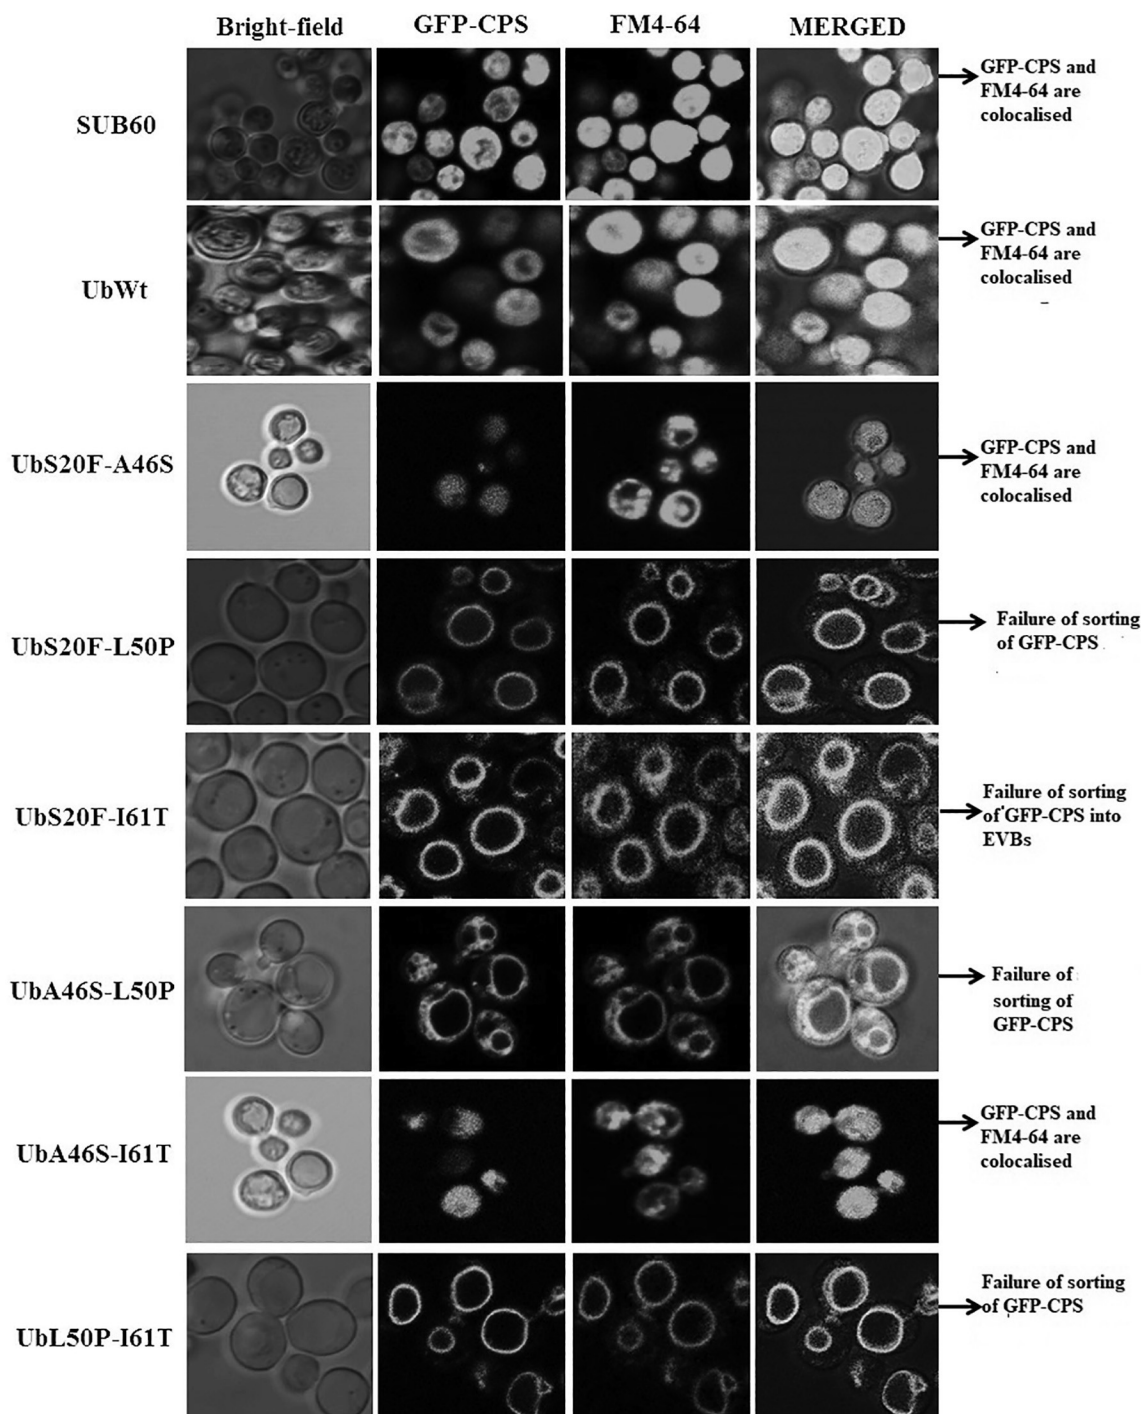 Bright-field GFP-CPS FM4-64 MERGED
SUB60
GFP-CPS and
FM4-64 are
colocalised
UbWt
GFP-CPS and
FM4-64 are
colocalised
UbS20F-A46S
GFP-CPS and
FM4-64 are
colocalised
UbS20F-L50P
Failure of sorting
of GFP-CPS
UbS20F-I61T
Failure of sorting
of GFP-CPS into
EVBs
UbA46S-L50P
Failure of
sorting of
GFP-CPS
UbA46S-I61T
GFP-CPS and
FM4-64 are
colocalised
UbL50P-I61T
Failure of sorting
of GFP-CPS